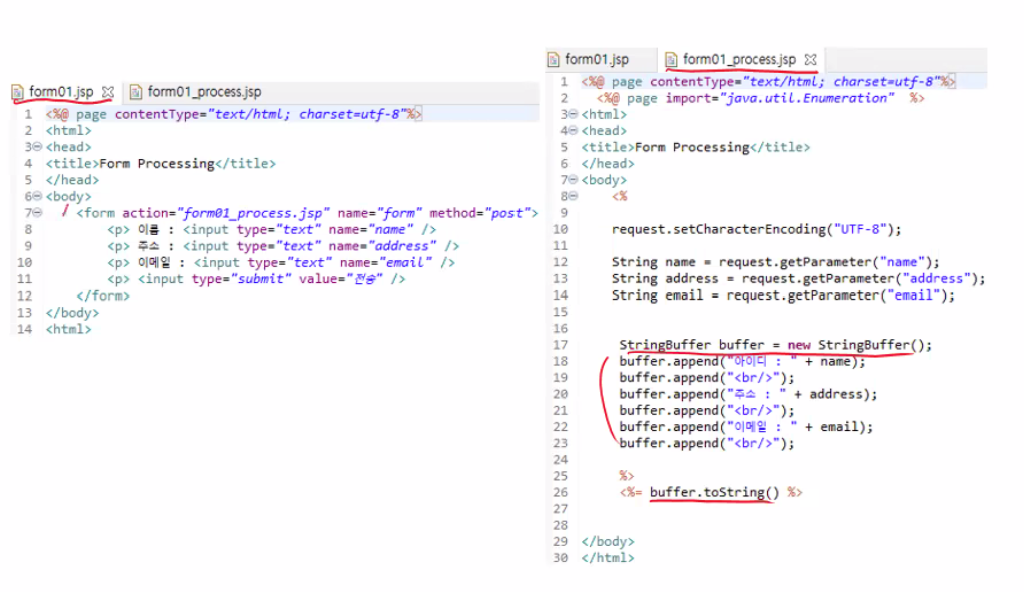 form01.jsp form01_process.jsp
1 <%@ page contentType="text/html; charset=utf-8"%>
2 <html>
3 <head>
4 <title>Form Processing</title>
5 </head>
6 <body>
7 <form action="form01_process.jsp" name="form" method="post">
8 <p> 이름 : <input type="text" name="name" />
9 <p> 주소 : <input type="text" name="address" />
10 <p> 이메일 : <input type="text" name="email" />
11 <p> <input type="submit" value="전송" />
12 </form>
13 </body>
14 <html>
form01.jsp form01_process.jsp
1 <%@ page contentType="text/html; charset=utf-8"%>
2 <%@ page import="java.util.Enumeration" %>
3 <html>
4 <head>
5 <title>Form Processing</title>
6 </head>
7 <body>
8 <%
9
10 request.setCharacterEncoding("UTF-8");
11
12 String name = request.getParameter("name");
13 String address = request.getParameter("address");
14 String email = request.getParameter("email");
15
16
17 StringBuffer buffer = new StringBuffer();
18 buffer.append("아이디 : " + name);
19 buffer.append("<br/>");
20 buffer.append("주소 : " + address);
21 buffer.append("<br/>");
22 buffer.append("이메일 : " + email);
23 buffer.append("<br/>");
24
25 %>
26 <%= buffer.toString() %>
27
28
29 </body>
30 </html>